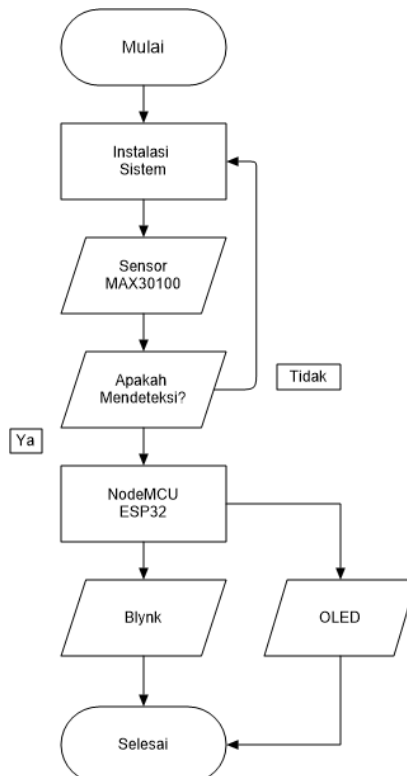 Mulai
Instalasi
Sistem
Sensor
MAX30100
Apakah
Mendeteksi?
Tidak
Ya
NodeMCU
ESP32
Blynk
OLED
Selesai